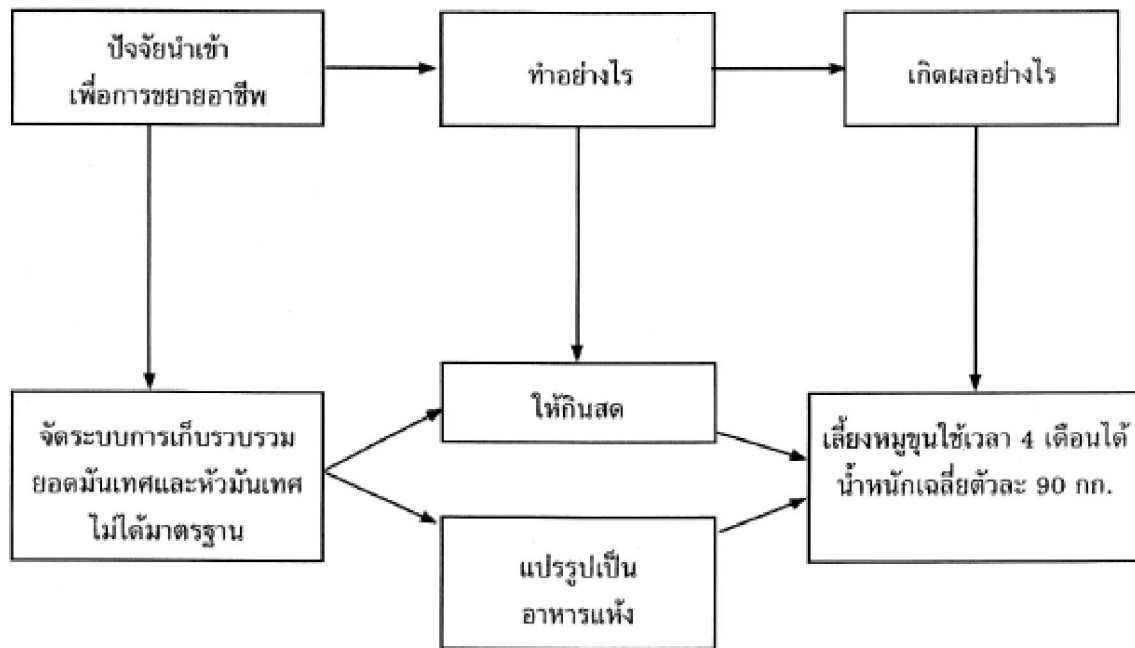 ปัจจัยนำเข้า
เพื่อการขยายอาชีพ
ทำอย่างไร
เกิดผลอย่างไร
จัดระบบการเก็บรวบรวม
ยอดมันเทศและหัวมันเทศ
ไม่ได้มาตรฐาน
ให้กินสด
แปรรูปเป็น
อาหารแห้ง
เลี้ยงหมูขุนใช้เวลา 4 เดือนได้
น้ำหนักเฉลี่ยตัวละ 90 กก.